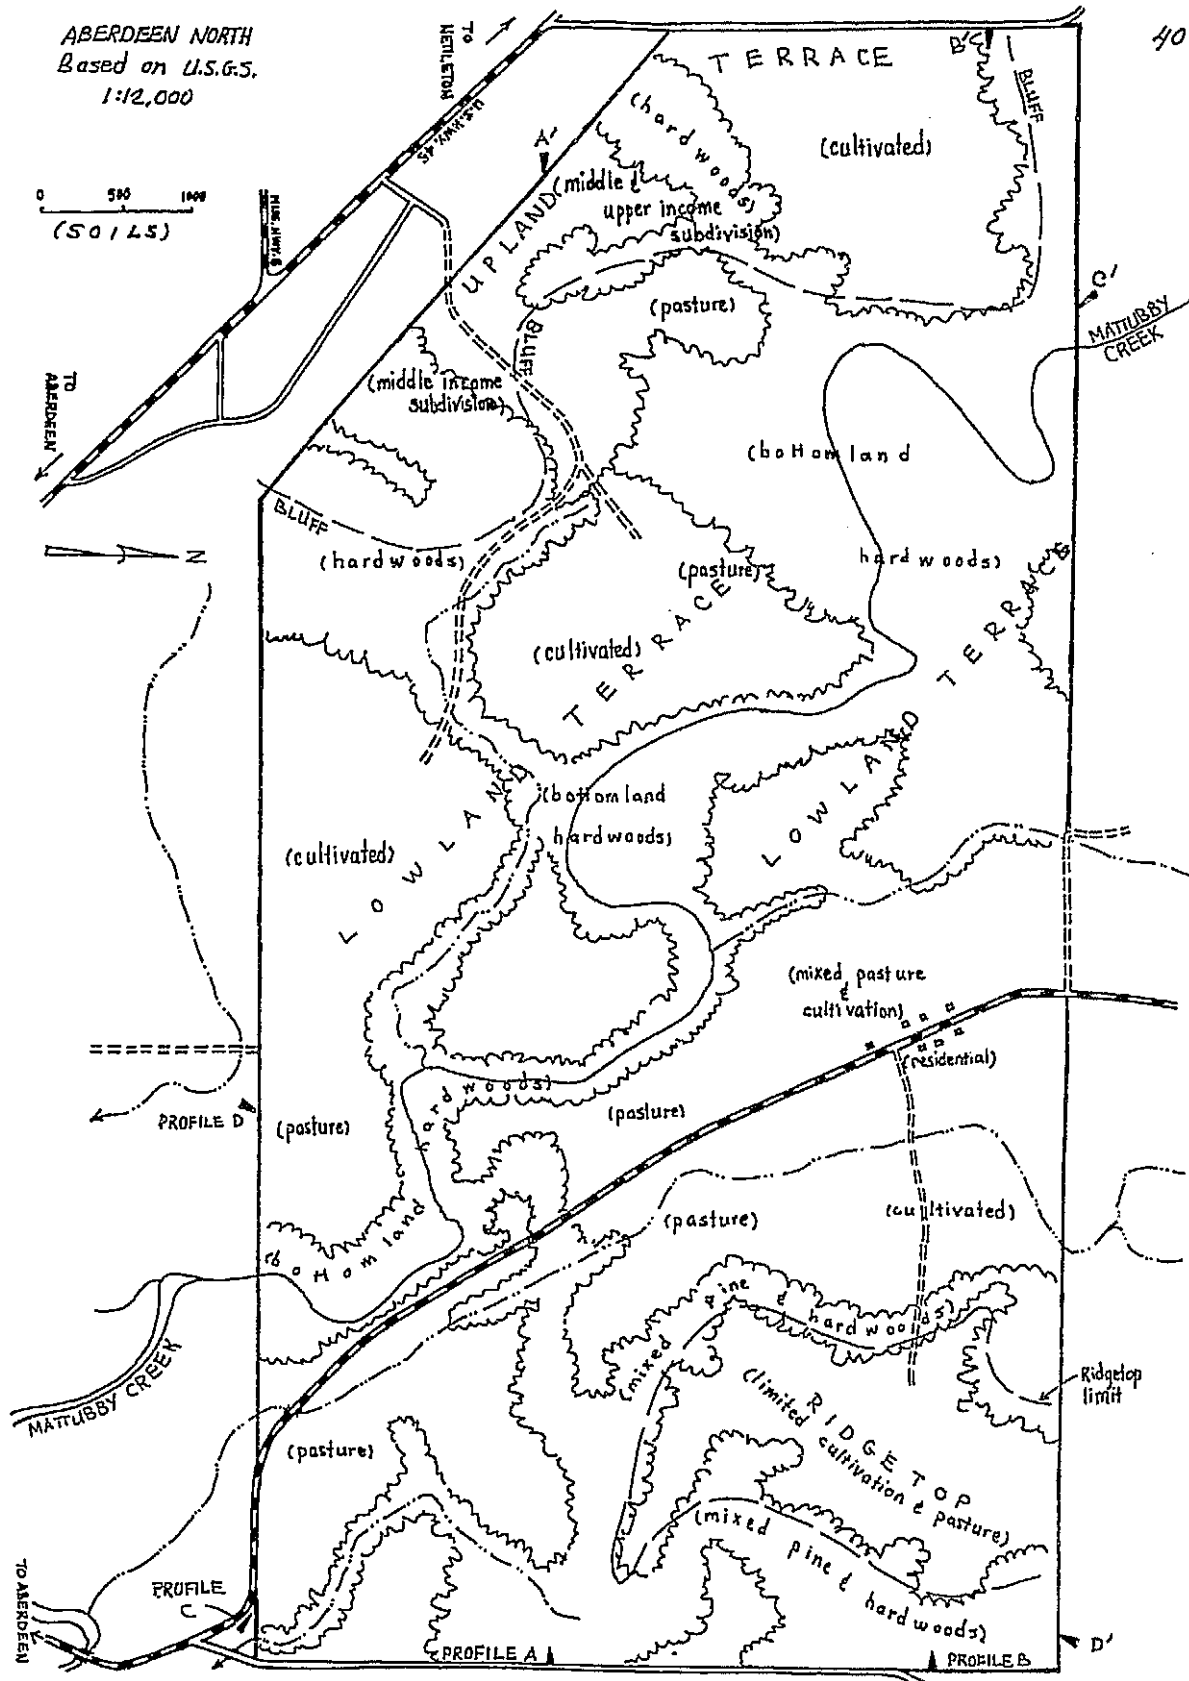 ABERDEEN NORTH
Based on U.S.G.S.
1:12,000
40
TO
NETTLETON
U.S. HWY. 45
0 500 1000
(SOILS)
MISS. HWY. 8
TERRACE
B'
BLUFF
(hardwoods)
(cultivated)
A'
(middle &
upper income
subdivision)
UPLAND
C'
(pasture)
MATTUBBY
CREEK
BLUFF
(middle income
subdivision)
TO
ABERDEEN
(bottomland
hardwoods)
BLUFF
N
(hardwoods)
(pasture)
(cultivated)
LOWLAND TERRACE
LOWLAND TERRACE
(bottomland
hardwoods)
(cultivated)
(mixed pasture
&
cultivation)
(residential)
PROFILE D
(pasture)
(pasture)
(bottomland
hardwoods)
(pasture)
(cultivated)
(mixed pine & hardwoods)
MATTUBBY CREEK
Ridgetop
limit
RIDGETOP
(limited
cultivation & pasture)
(pasture)
(mixed
pine &
hardwoods)
TO ABERDEEN
PROFILE
C
PROFILE A
PROFILE B
D'